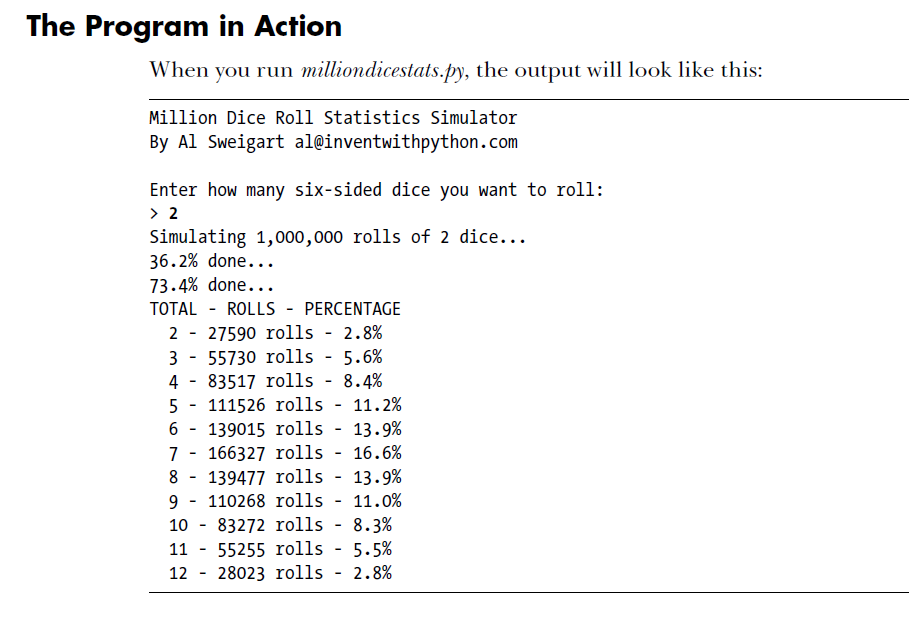 The Program in Action
When you run milliondicestats.py, the output will look like this:
Million Dice Roll Statistics Simulator
By Al Sweigart al@inventwithpython.com
Enter how many six-sided dice you want to roll:
> 2
Simulating 1,000,000 rolls of 2 dice...
36.2% done...
73.4% done...
TOTAL - ROLLS - PERCENTAGE
2 - 27590 rolls - 2.8%
3 - 55730 rolls - 5.6%
4 - 83517 rolls - 8.4%
5 - 111526 rolls - 11.2%
6 - 139015 rolls - 13.9%
7 - 166327 rolls - 16.6%
8 - 139477 rolls - 13.9%
9 - 110268 rolls - 11.0%
10 - 83272 rolls - 8.3%
11 - 55255 rolls - 5.5%
12 - 28023 rolls - 2.8%